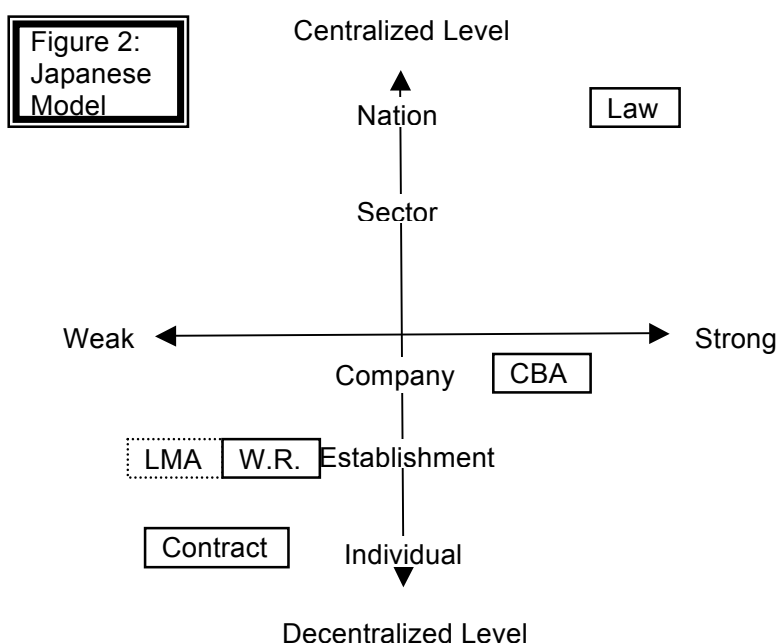 Figure 2:
Japanese
Model
Centralized Level
Nation
Law
Sector
Weak
Strong
Company
CBA
LMA
W.R.
Establishment
Contract
Individual
Decentralized Level